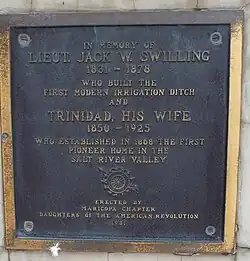 IN MEMORY OF
LIEUT. JACK W. SWILLING
1831 - 1878
WHO BUILT THE
FIRST MODERN IRRIGATION DITCH
AND
TRINIDAD, HIS WIFE
1850 - 1925
WHO ESTABLISHED IN 1868 THE FIRST
PIONEER HOME IN THE
SALT RIVER VALLEY
ERECTED BY
MARICOPA CHAPTER
DAUGHTERS OF THE AMERICAN REVOLUTION
1931